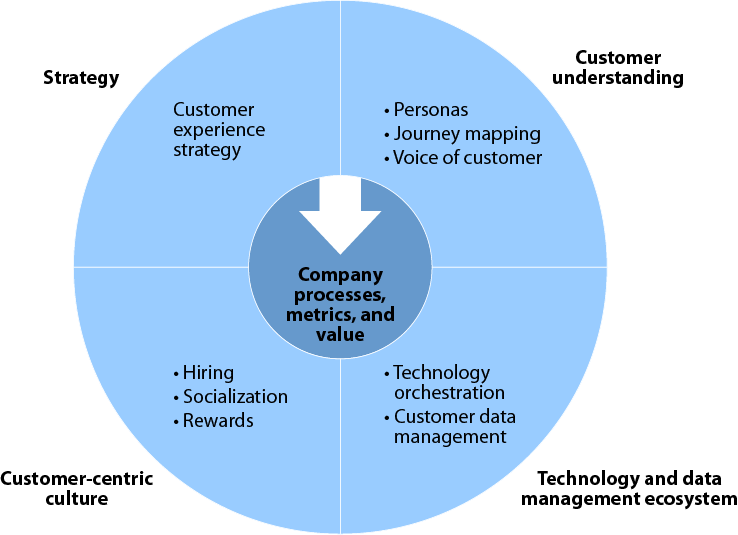 Strategy
Customer
experience
strategy
Customer
understanding
• Personas
• Journey mapping
• Voice of customer
Company
processes,
metrics, and
value
• Hiring
• Socialization
• Rewards
Customer-centric
culture
• Technology
orchestration
• Customer data
management
Technology and data
management ecosystem